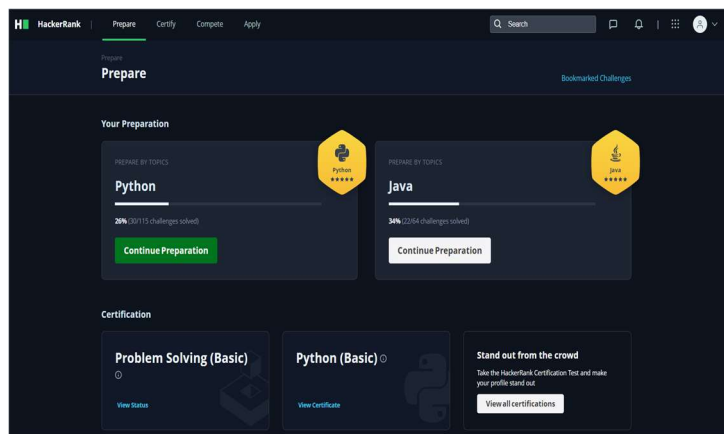 HackerRank | Prepare Certify Compete Apply Search
Prepare
Prepare
Bookmarked Challenges
Your Preparation
PREPARE BY TOPICS
Python
26% (30/115 challenges solved)
Continue Preparation
Python
PREPARE BY TOPICS
Java
34% (22/64 challenges solved)
Continue Preparation
Java
Certification
Problem Solving (Basic)
View Status
Python (Basic)
View Certificate
Stand out from the crowd
Take the HackerRank Certification Test and make
your profile stand out
View all certifications